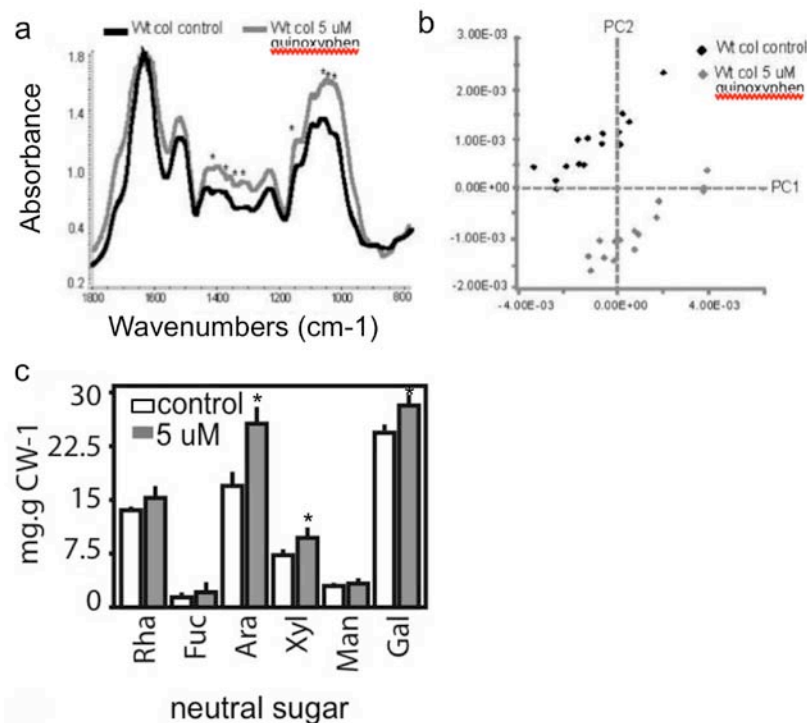 a
Wt col control
Wt col 5 uM
quinoxyphen
1.8
1.4
1.0
0.4
0.2
Absorbance
1800
1600
1400
1200
1000
800
Wavenumbers (cm-1)
b
PC2
Wt col control
Wt col 5 uM
quinoxyphen
3.00E-03
2.00E-03
1.00E-03
0.00E+00
-1.00E-03
-2.00E-03
PC1
-4.00E-03
0.00E+00
4.00E-03
c
control
5 uM
30
22.5
15
7.5
0
mg.g CW-1
* * *
Rha
Fuc
Ara
Xyl
Man
Gal
neutral sugar